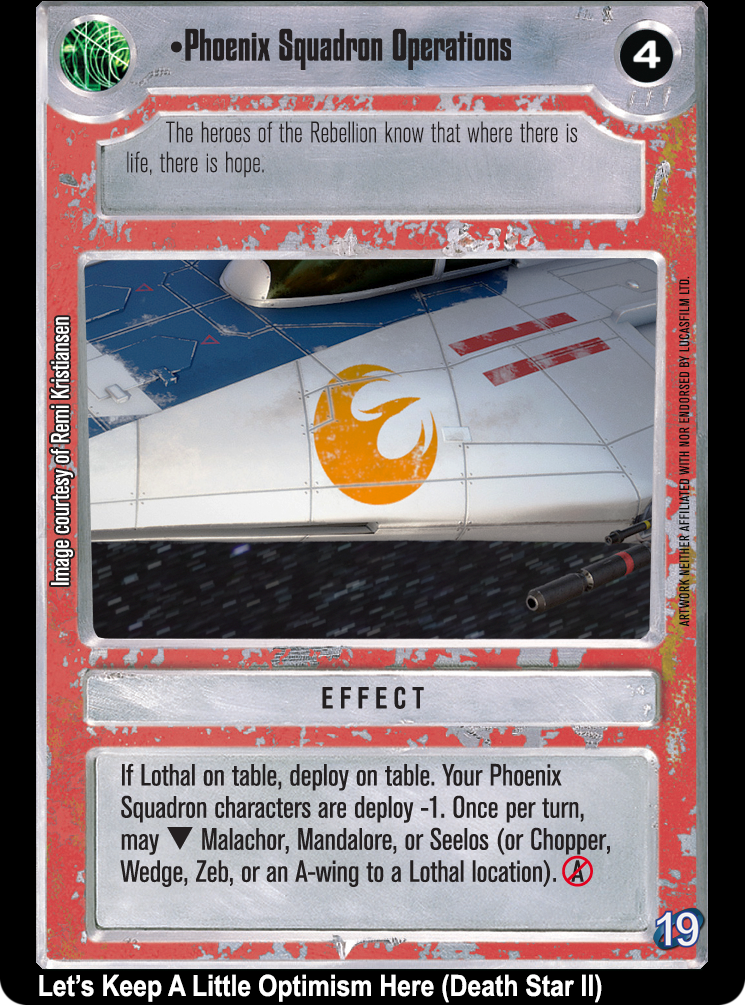 •Phoenix Squadron Operations
4
The heroes of the Rebellion know that where there is
life, there is hope.
Image courtesy of Remi Kristiansen
ARTWORK NEITHER AFFILIATED WITH NOR ENDORSED BY LUCASFILM LTD.
EFFECT
If Lothal on table, deploy on table. Your Phoenix
Squadron characters are deploy -1. Once per turn,
may ▼ Malachor, Mandalore, or Seelos (or Chopper,
Wedge, Zeb, or an A-wing to a Lothal location). A
19
Let's Keep A Little Optimism Here (Death Star II)